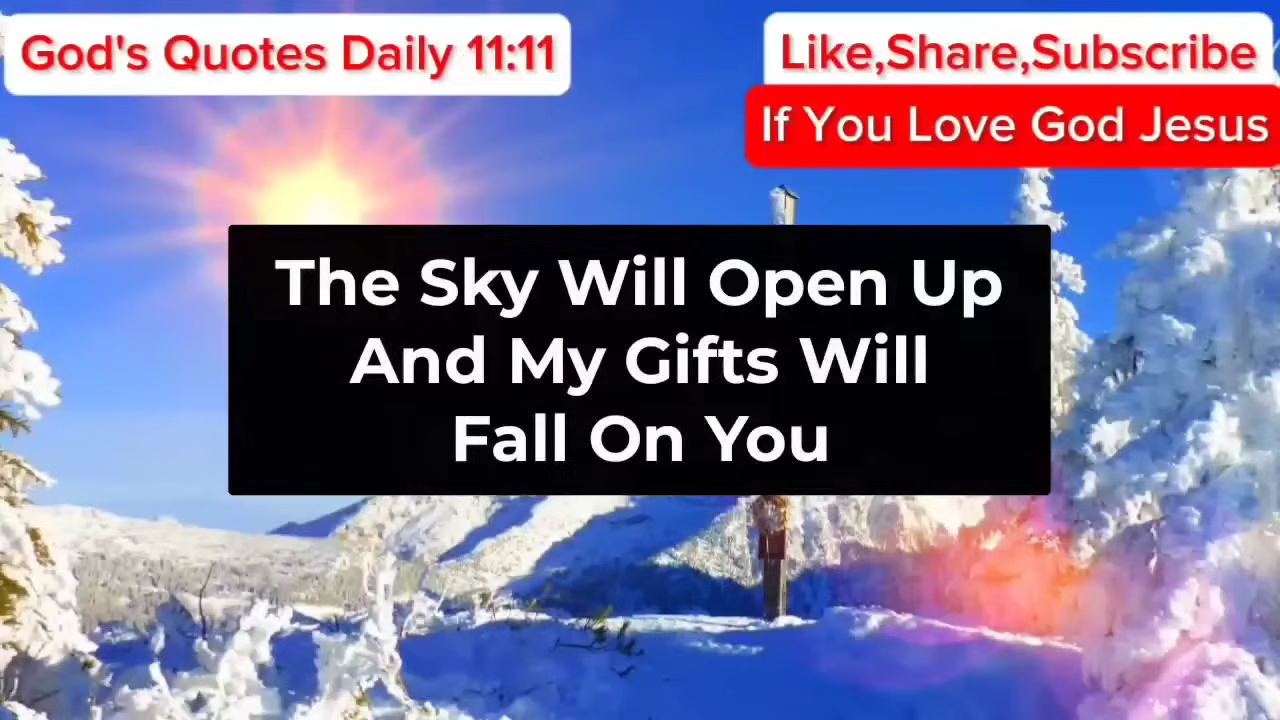 God's Quotes Daily 11:11
Like,Share,Subscribe
If You Love God Jesus
The Sky Will Open Up
And My Gifts Will
Fall On You